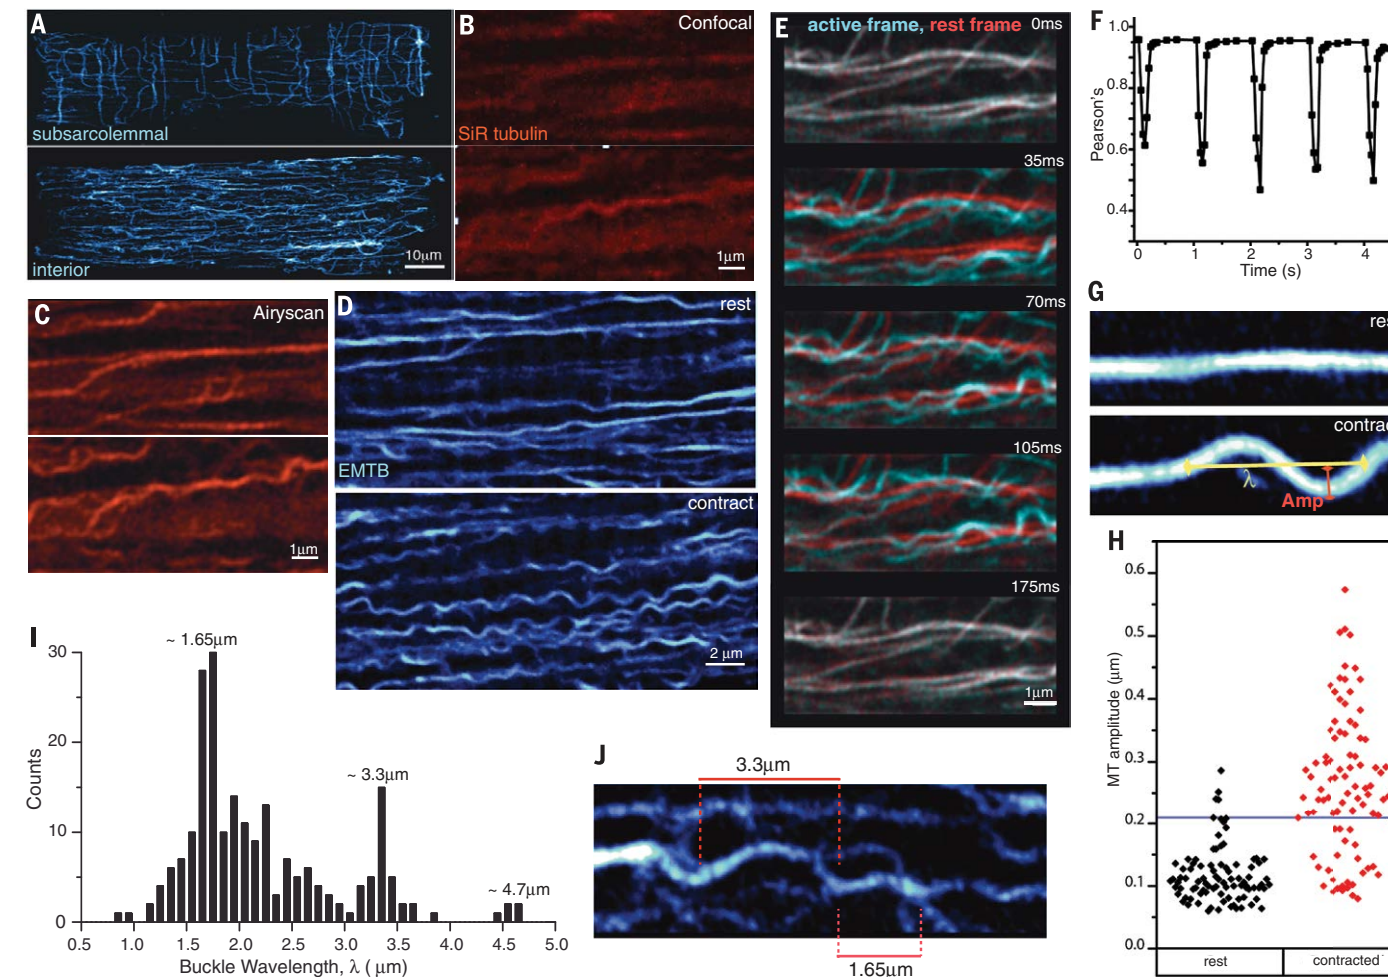 A
subsarcolemmal
interior
10μm
B
Confocal
SiR tubulin
1μm
C
Airyscan
1μm
D
rest
EMTB
contract
2 μm
E
active frame, rest frame
0ms
35ms
70ms
105ms
175ms
1μm
F
Pearson's
1.0
0.8
0.6
0.4
0
1
2
3
4
Time (s)
G
res
contrac
λ
Amp
H
MT amplitude (μm)
0.6
0.5
0.4
0.3
0.2
0.1
0.0
rest
contracted
I
Counts
30
20
10
0
~ 1.65μm
~ 3.3μm
~ 4.7μm
0.5
1.0
1.5
2.0
2.5
3.0
3.5
4.0
4.5
5.0
Buckle Wavelength, λ ( μm)
J
3.3μm
1.65μm